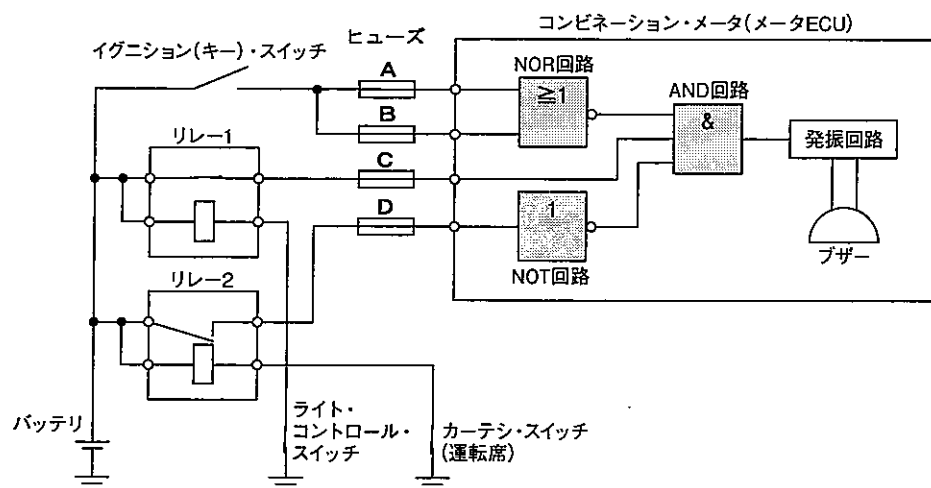 コンビネーション・メータ(メータECU)
イグニション(キー)・スイッチ
ヒューズ
A
B
C
D
NOR回路
≧1
AND回路
&
発振回路
ブザー
1
NOT回路
リレー1
リレー2
バッテリ
ライト・
コントロール・
スイッチ
カーテシ・スイッチ
(運転席)